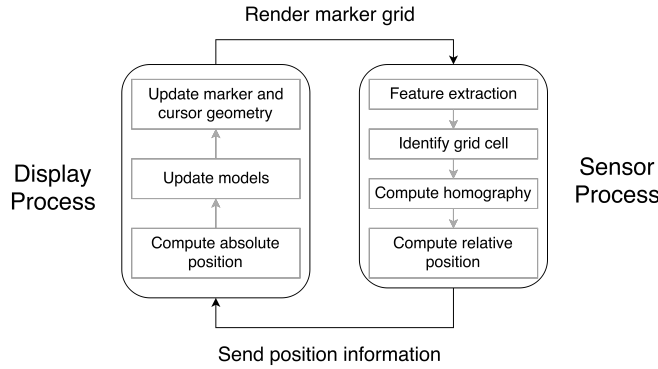 Render marker grid
Display
Process
Update marker and
cursor geometry
Update models
Compute absolute
position
Feature extraction
Identify grid cell
Compute homography
Compute relative
position
Sensor
Process
Send position information